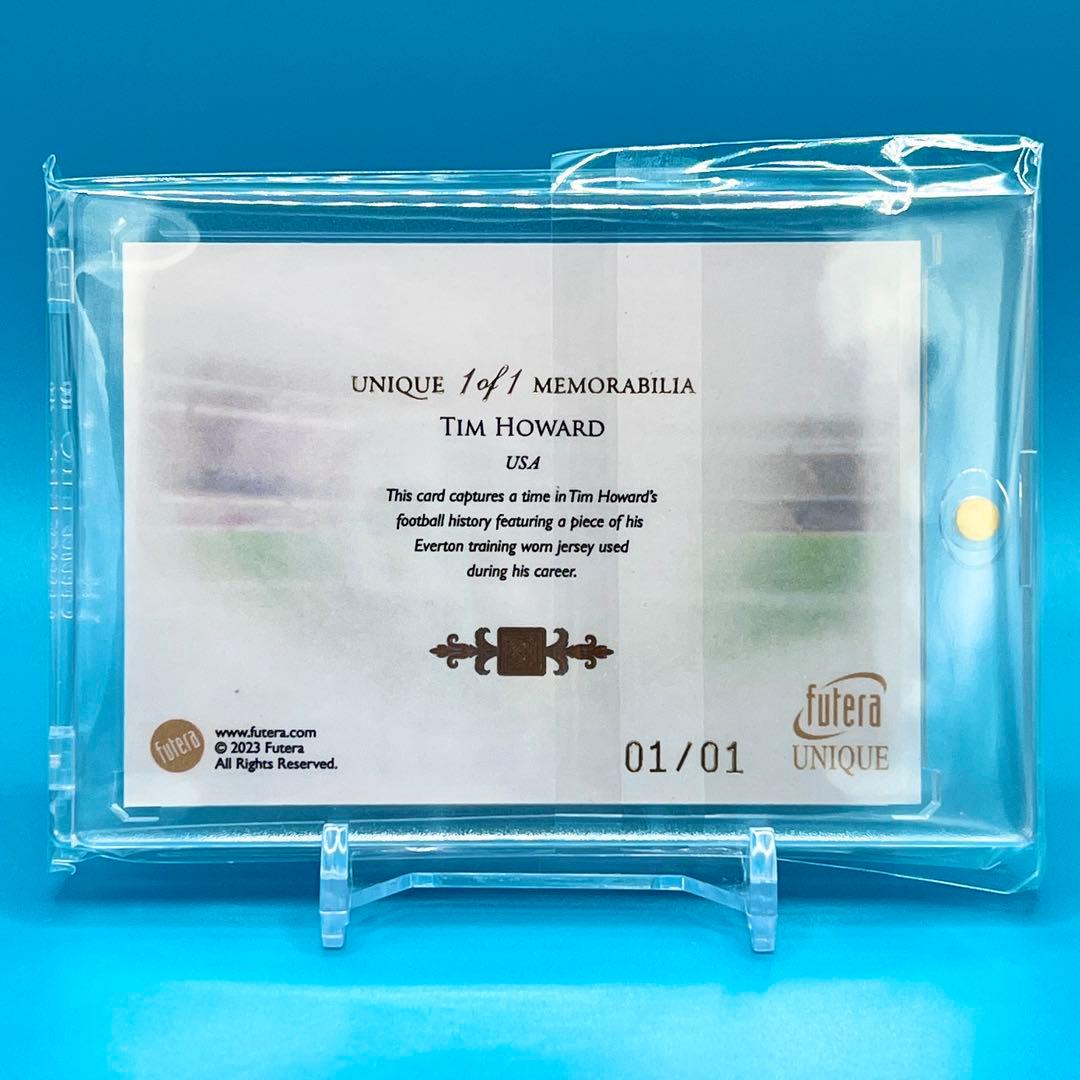 UNIQUE 1 of 1 MEMORABILIA
TIM HOWARD
USA
This card captures a time in Tim Howard's
football history featuring a piece of his
Everton training worn jersey used
during his career.
futera
www.futera.com
© 2023 Futera
All Rights Reserved.
01/01
futera
UNIQUE